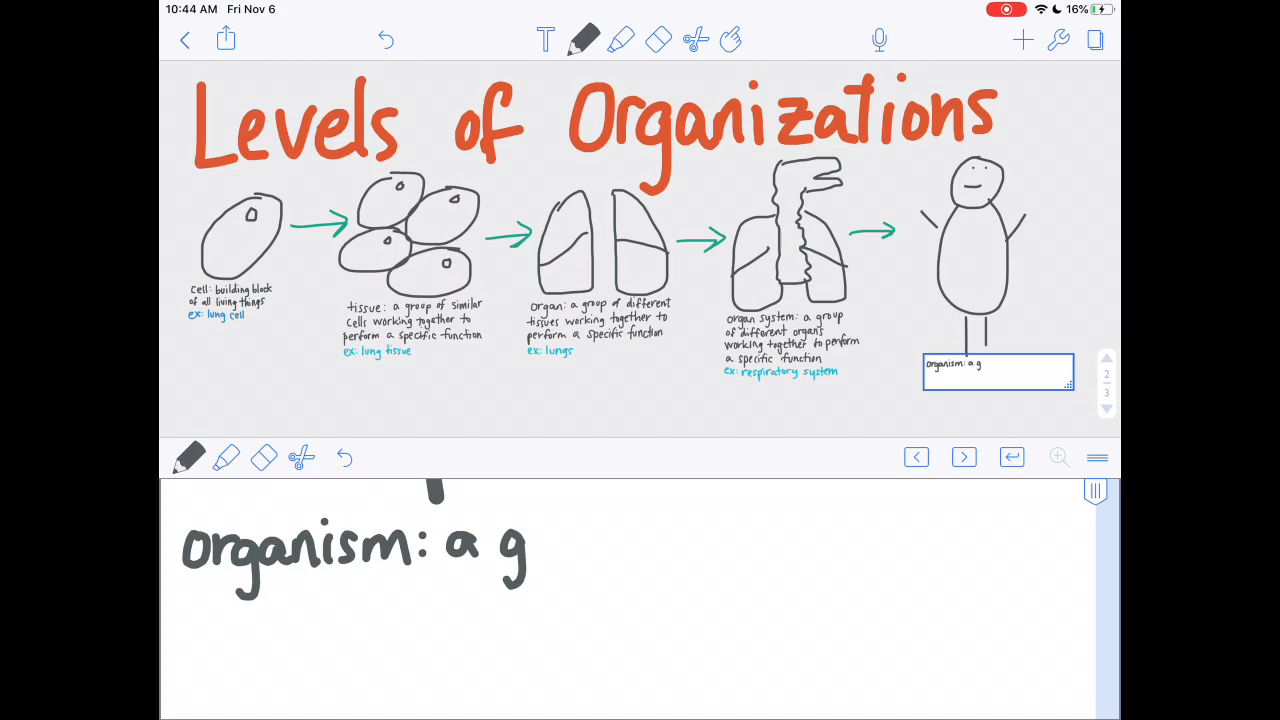 10:44 AM Fri Nov 6
16%
T
Levels of Organizations
cell: building block
of all living things
ex: lung cell
tissue: a group of similar
cells working together to
perform a specific function
ex: lung tissue
organ: a group of different
tissues working together to
perform a specific function
ex: lungs
organ system: a group
of different organs
working together to perform
a specific function
ex: respiratory system
organism: a g
2
3
organism: a g